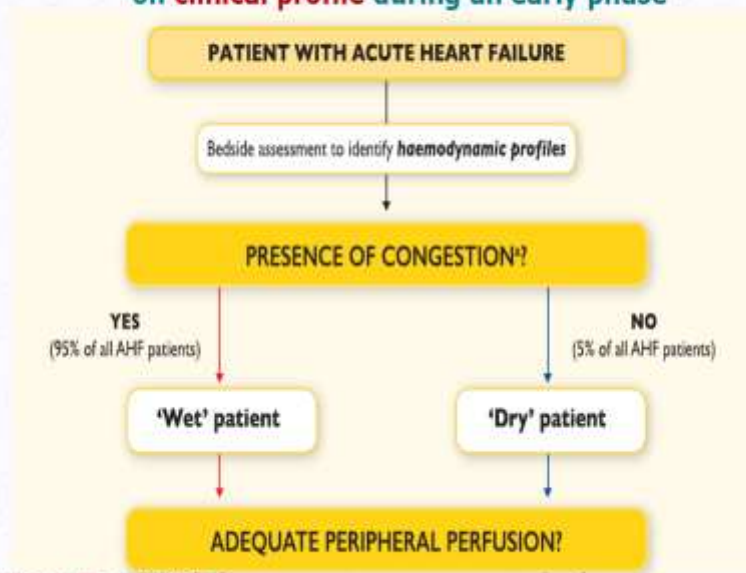 on clinical profile during an early phase
PATIENT WITH ACUTE HEART FAILURE
Bedside assessment to identify haemodynamic profiles
PRESENCE OF CONGESTIONᵃ?
YES
(95% of all AHF patients)
NO
(5% of all AHF patients)
‘Wet’ patient
‘Dry’ patient
ADEQUATE PERIPHERAL PERFUSION?